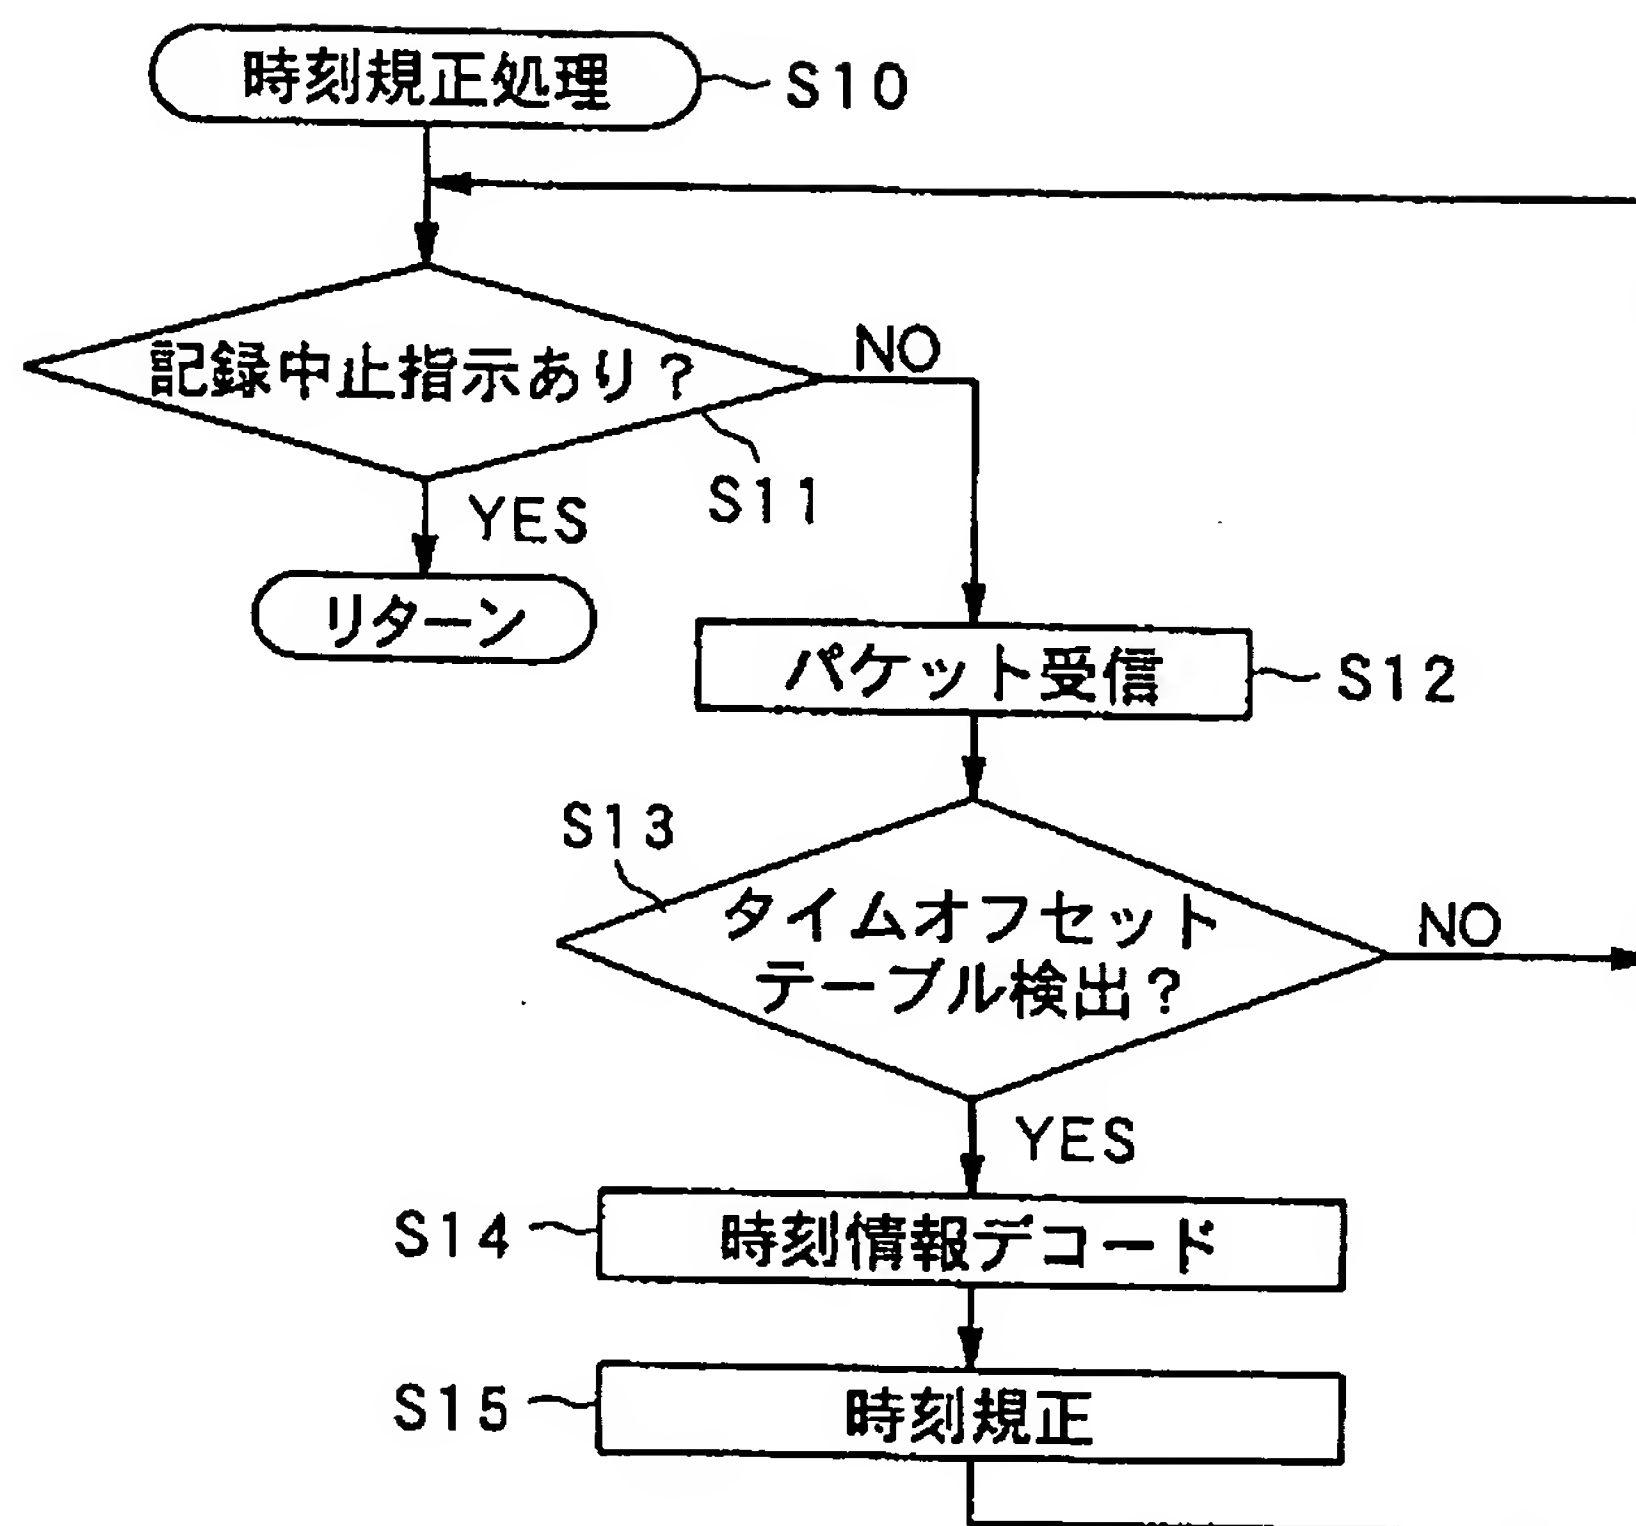 時刻規正処理
S10
記録中止指示あり?
NO
S11
YES
リターン
パケット受信
S12
S13
タイムオフセット
テーブル検出?
NO
YES
S14
時刻情報デコード
S15
時刻規正